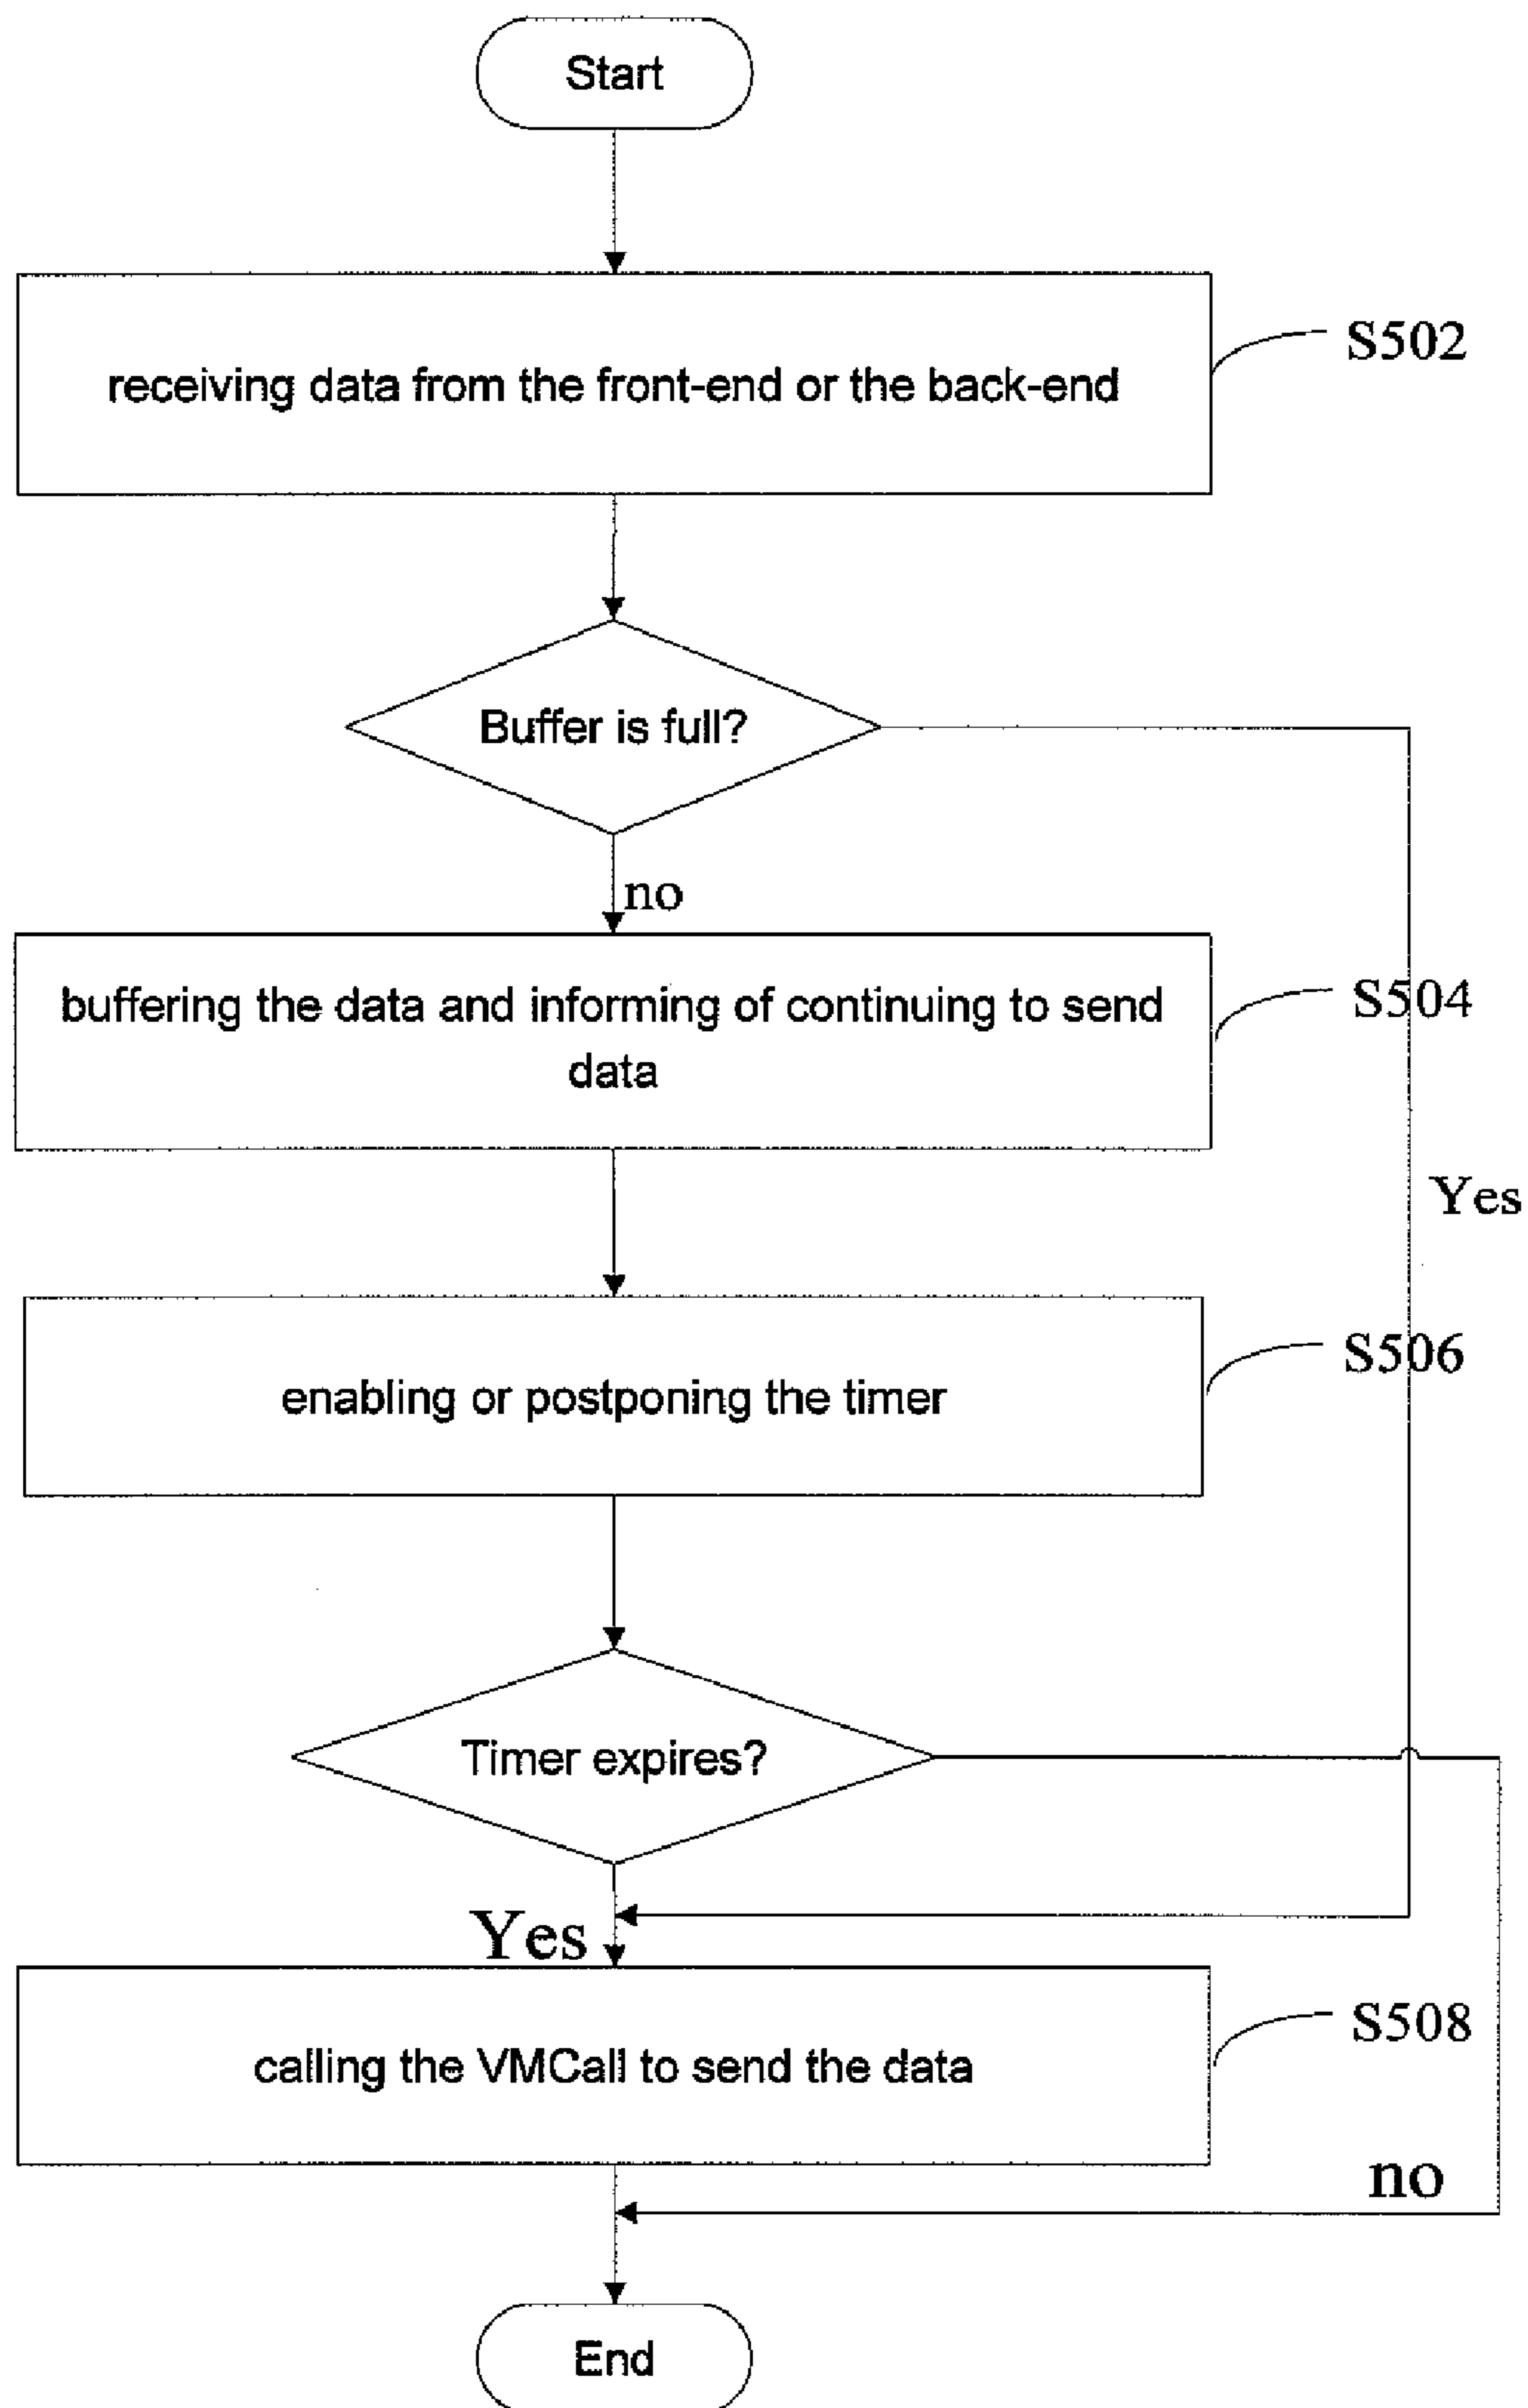 Start
receiving data from the front-end or the back-end
S502
Buffer is full?
no
buffering the data and informing of continuing to send
data
S504
Yes
enabling or postponing the timer
S506
Timer expires?
Yes
calling the VMCall to send the data
S508
no
End